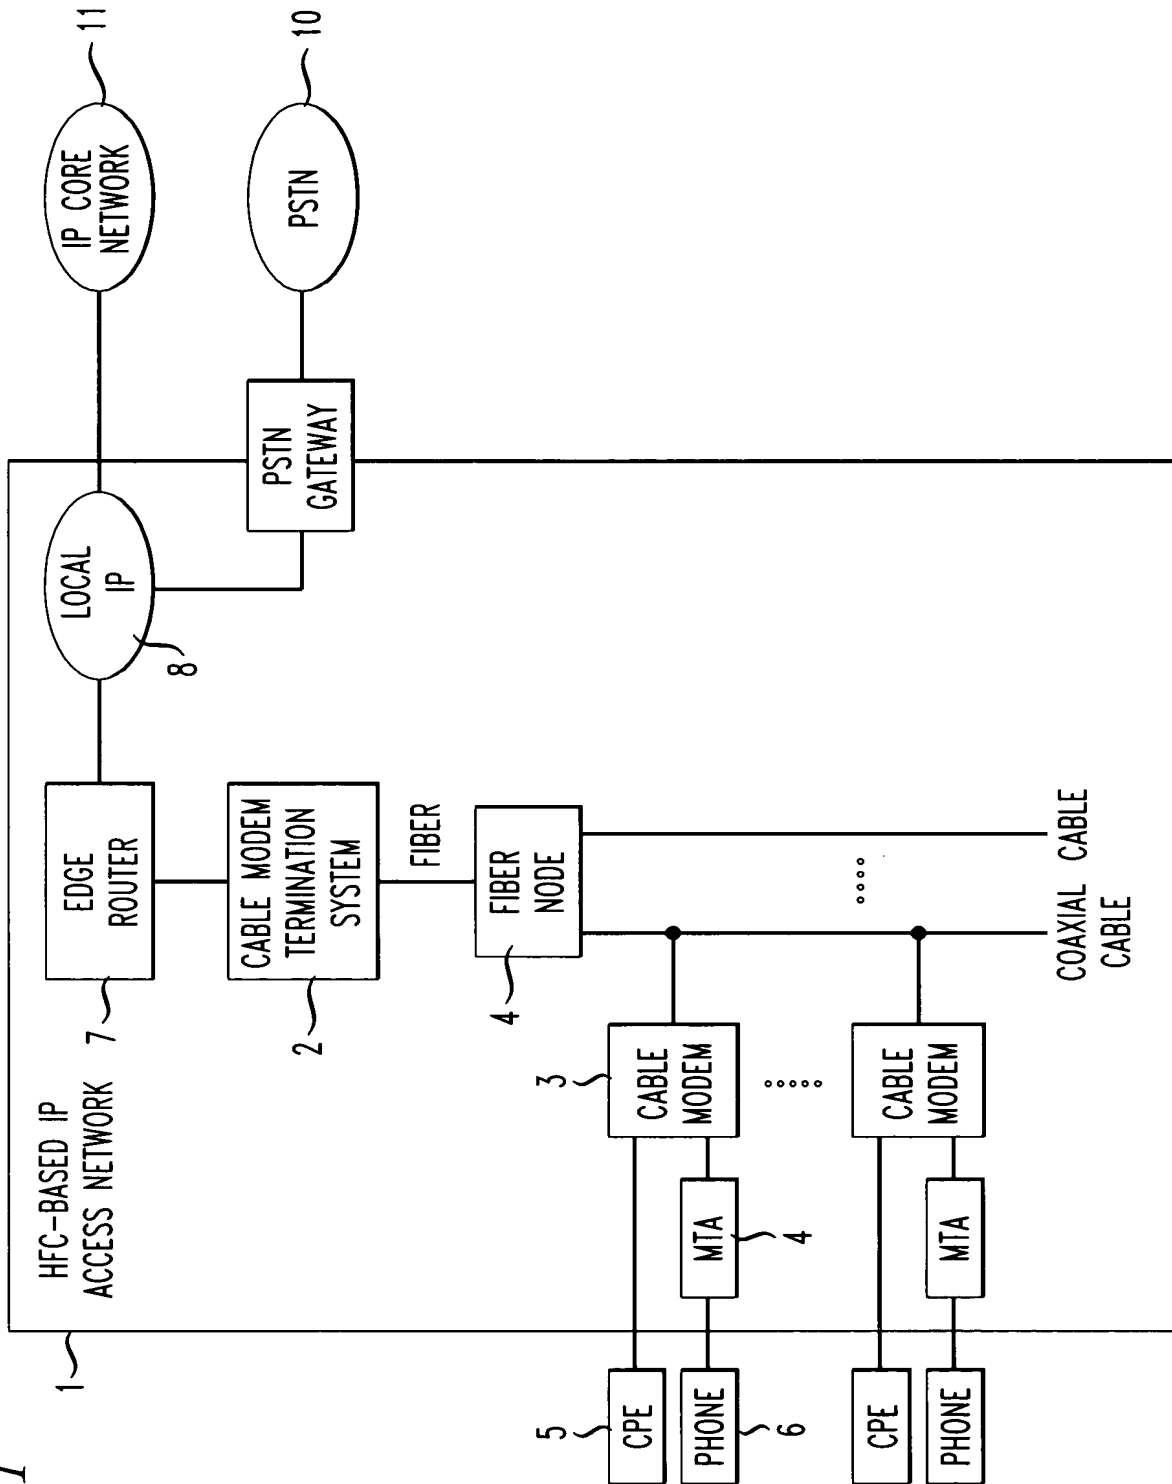 HFC-BASED IP
ACCESS NETWORK
1
EDGE
ROUTER
7
LOCAL
IP
8
IP CORE
NETWORK
11
CABLE MODEM
TERMINATION
SYSTEM
2
PSTN
GATEWAY
PSTN
10
FIBER
FIBER
NODE
4
CPE
5
CABLE
MODEM
3
PHONE
6
MTA
4
CPE
CABLE
MODEM
PHONE
MTA
COAXIAL CABLE
CABLE